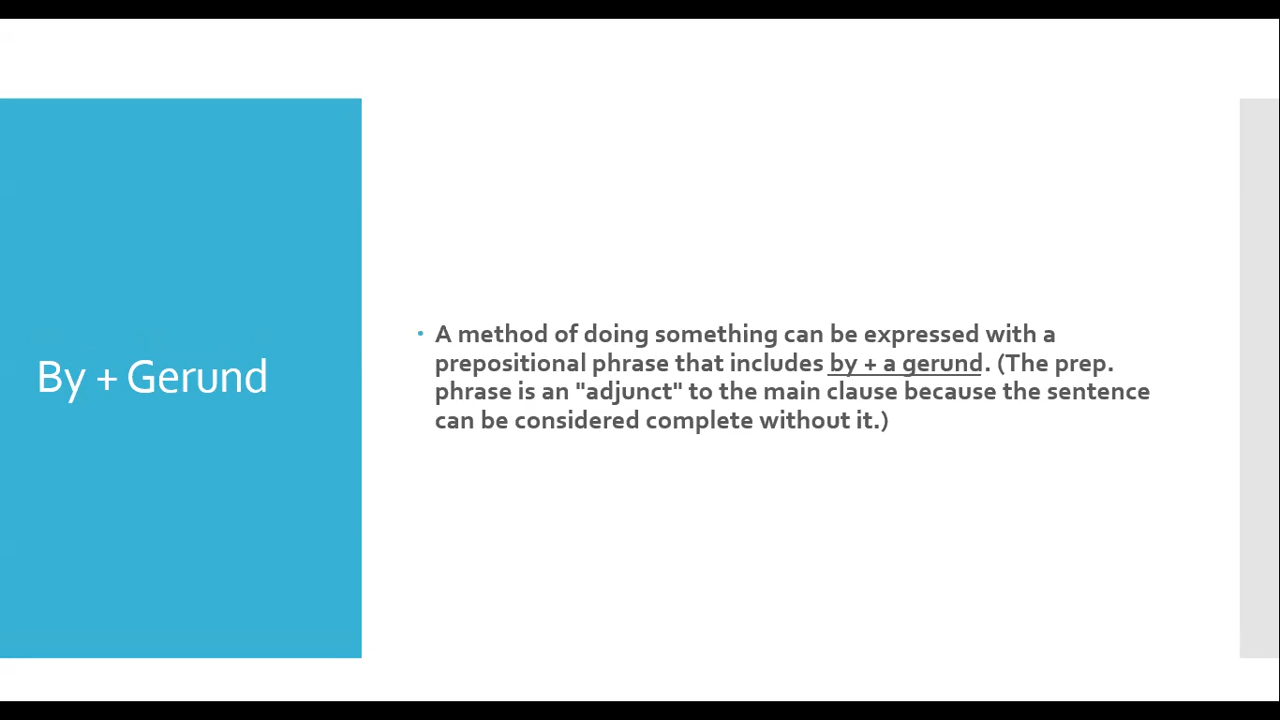 By + Gerund
• A method of doing something can be expressed with a
prepositional phrase that includes by + a gerund. (The prep.
phrase is an "adjunct" to the main clause because the sentence
can be considered complete without it.)